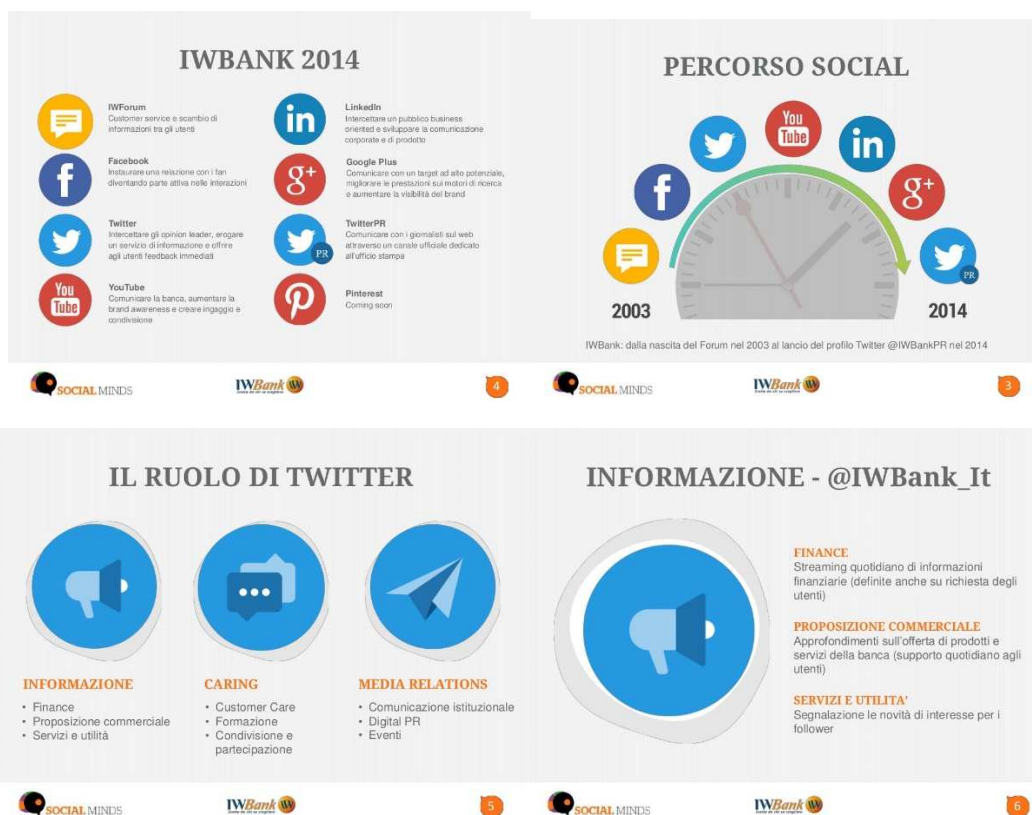 IWBANK 2014
IWForum
Customer service e scambio di
informazioni tra gli utenti
Facebook
Instaurare una relazione con i fan
diventando parte attiva nelle interazioni
Twitter
Intercettare gli opinion leader, erogare
un servizio di informazione e offrire
agli utenti feedback immediati
You
Tube
YouTube
Comunicare la banca, aumentare la
brand awareness e creare ingaggio e
condivisione
in
LinkedIn
Intercettare un pubblico business
oriented e sviluppare la comunicazione
corporate e di prodotto
g+
Google Plus
Comunicare con un target ad alto potenziale,
migliorare le prestazioni sui motori di ricerca
e aumentare la visibilità del brand
PR
TwitterPR
Comunicare con i giornalisti sul web
attraverso un canale ufficiale dedicato
all'ufficio stampa
Pinterest
Coming soon
SOCIAL MINDS
IWBank
4
PERCORSO SOCIAL
You
Tube
in
f
g+
PR
2003
2014
IWBank: dalla nascita del Forum nel 2003 al lancio del profilo Twitter @IWBankPR nel 2014
SOCIAL MINDS
IWBank
3
IL RUOLO DI TWITTER
INFORMAZIONE
• Finance
• Proposizione commerciale
• Servizi e utilità
CARING
• Customer Care
• Formazione
• Condivisione e
partecipazione
MEDIA RELATIONS
• Comunicazione istituzionale
• Digital PR
• Eventi
SOCIAL MINDS
IWBank
5
INFORMAZIONE - @IWBank_It
FINANCE
Streaming quotidiano di informazioni
finanziarie (definite anche su richiesta degli
utenti)
PROPOSIZIONE COMMERCIALE
Approfondimenti sull'offerta di prodotti e
servizi della banca (supporto quotidiano agli
utenti)
SERVIZI E UTILITA'
Segnalazione le novità di interesse per i
follower
SOCIAL MINDS
IWBank
6